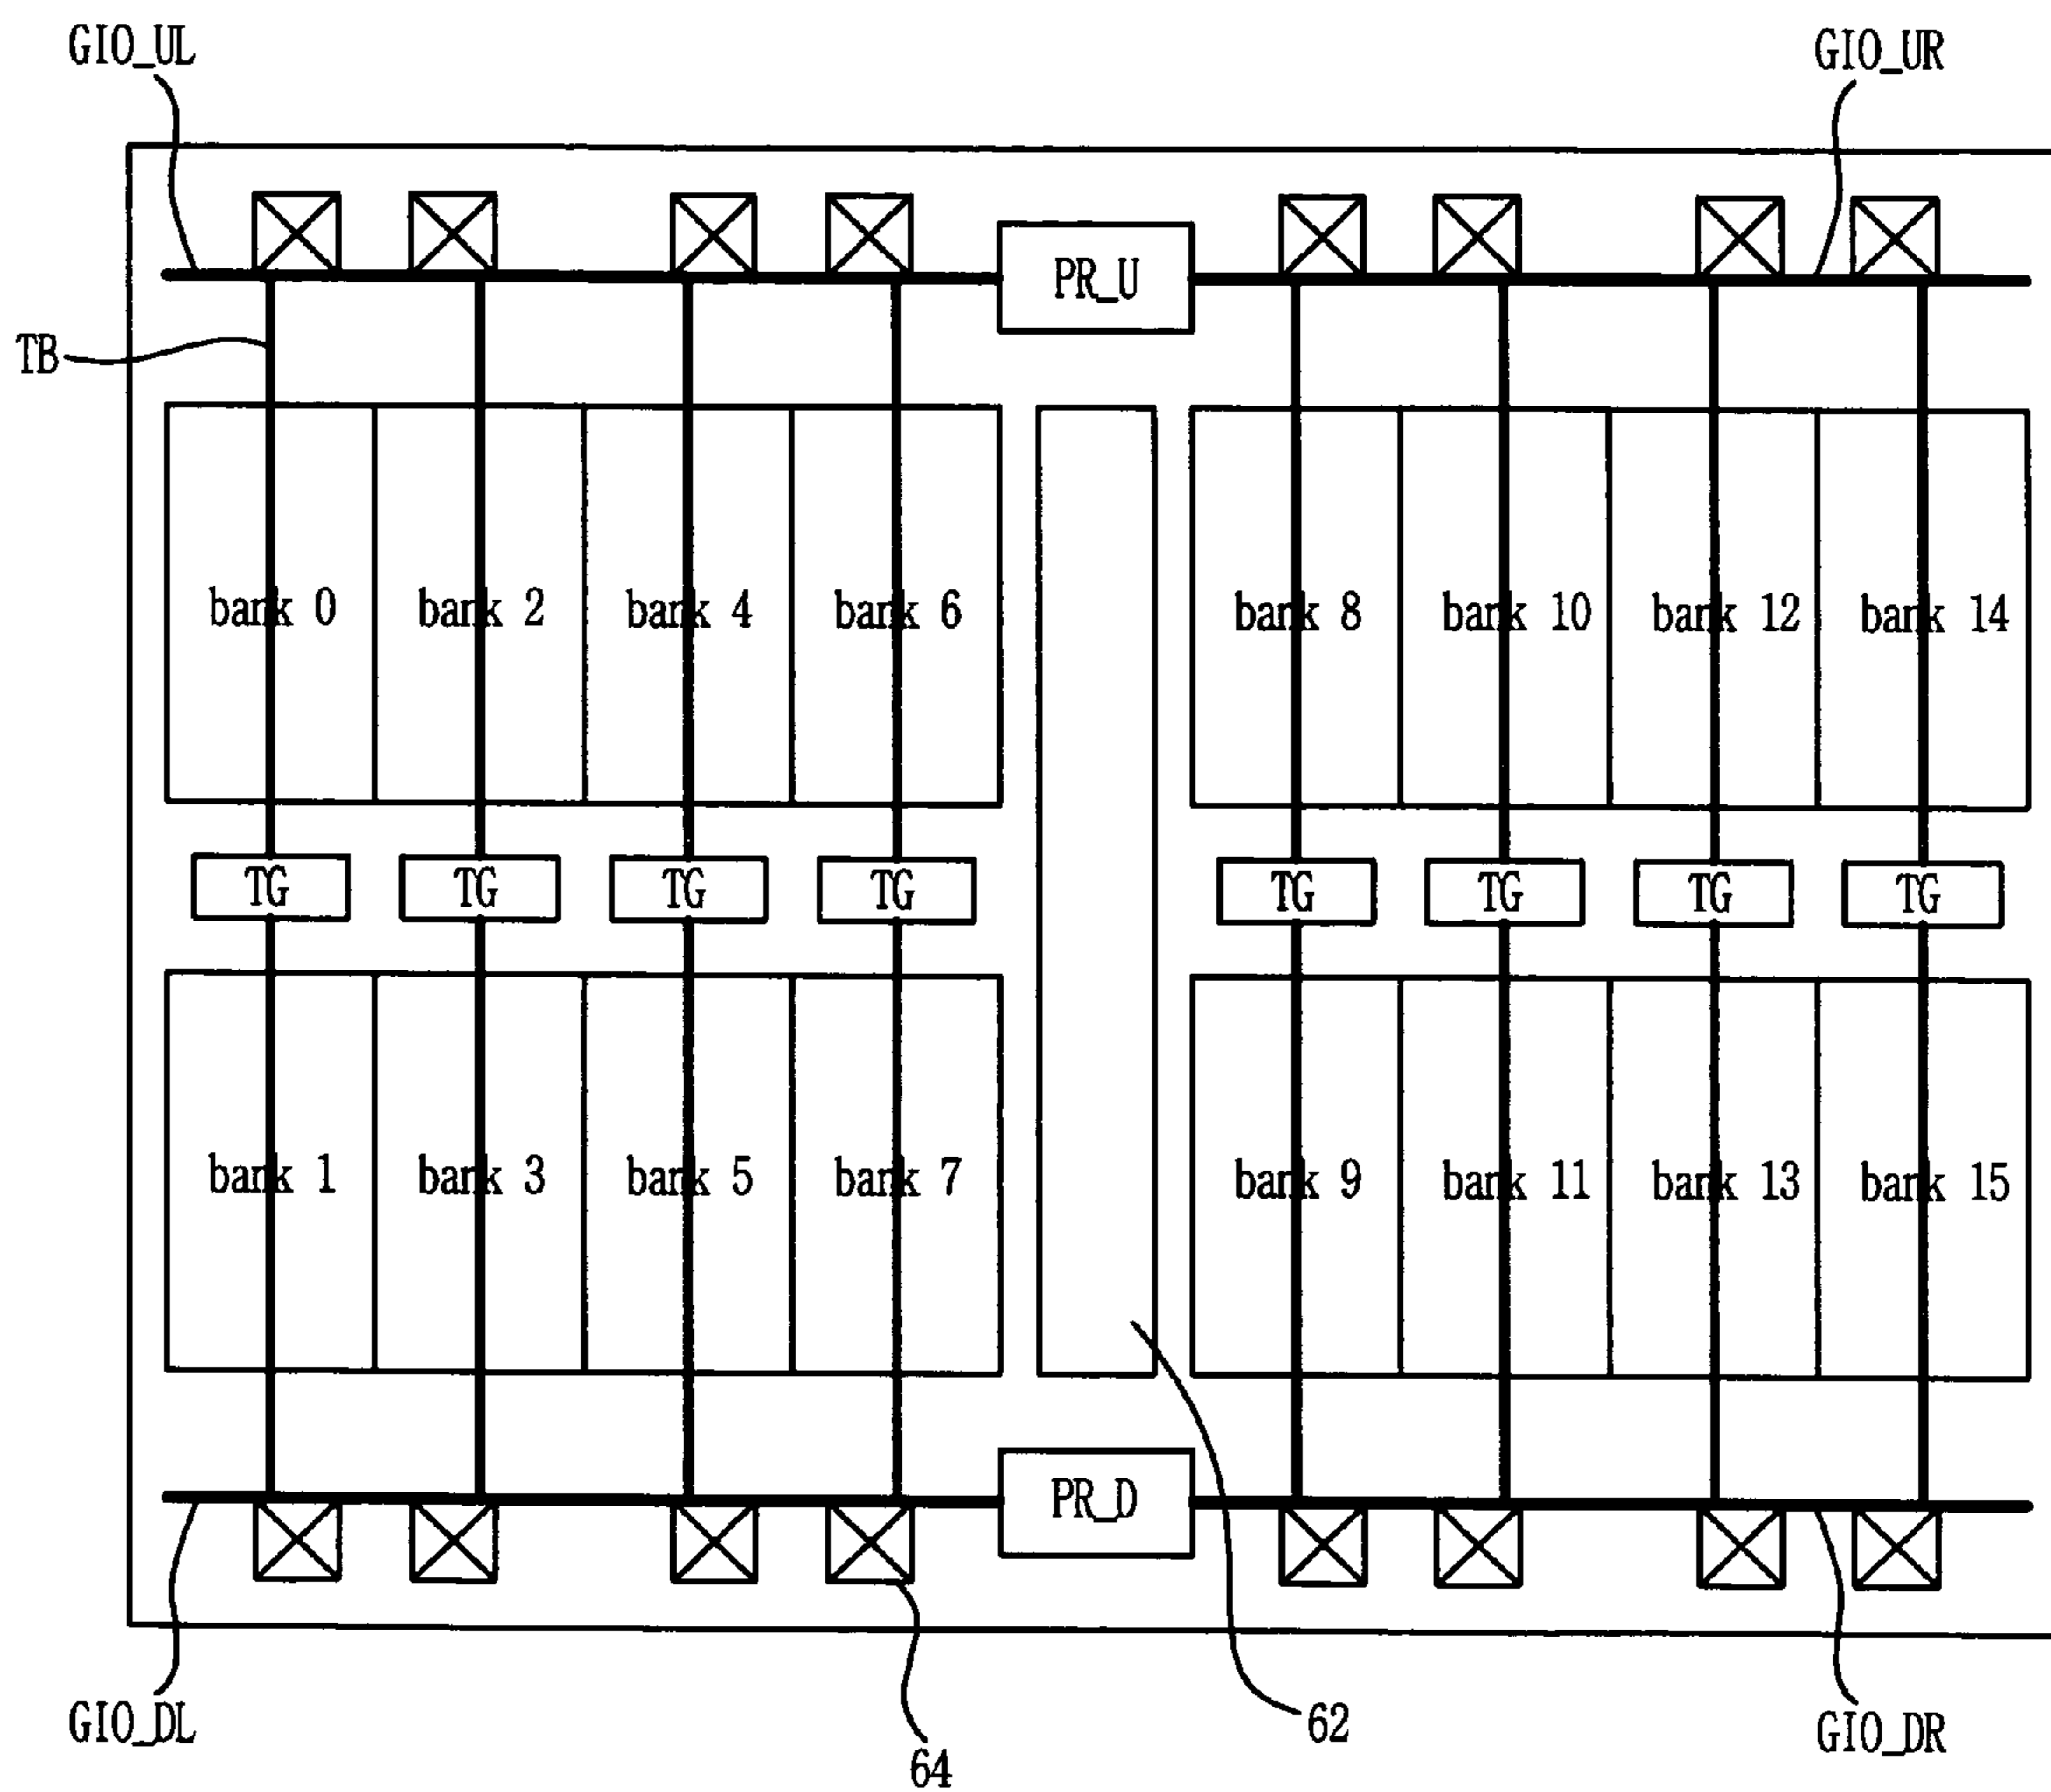 GIO_UL GIO_UR
PR_U
TB
bank 0 bank 2 bank 4 bank 6 bank 8 bank 10 bank 12 bank 14
TG TG TG TG TG TG TG TG
bank 1 bank 3 bank 5 bank 7 bank 9 bank 11 bank 13 bank 15
PR_D
GIO_DL 62 GIO_DR
64